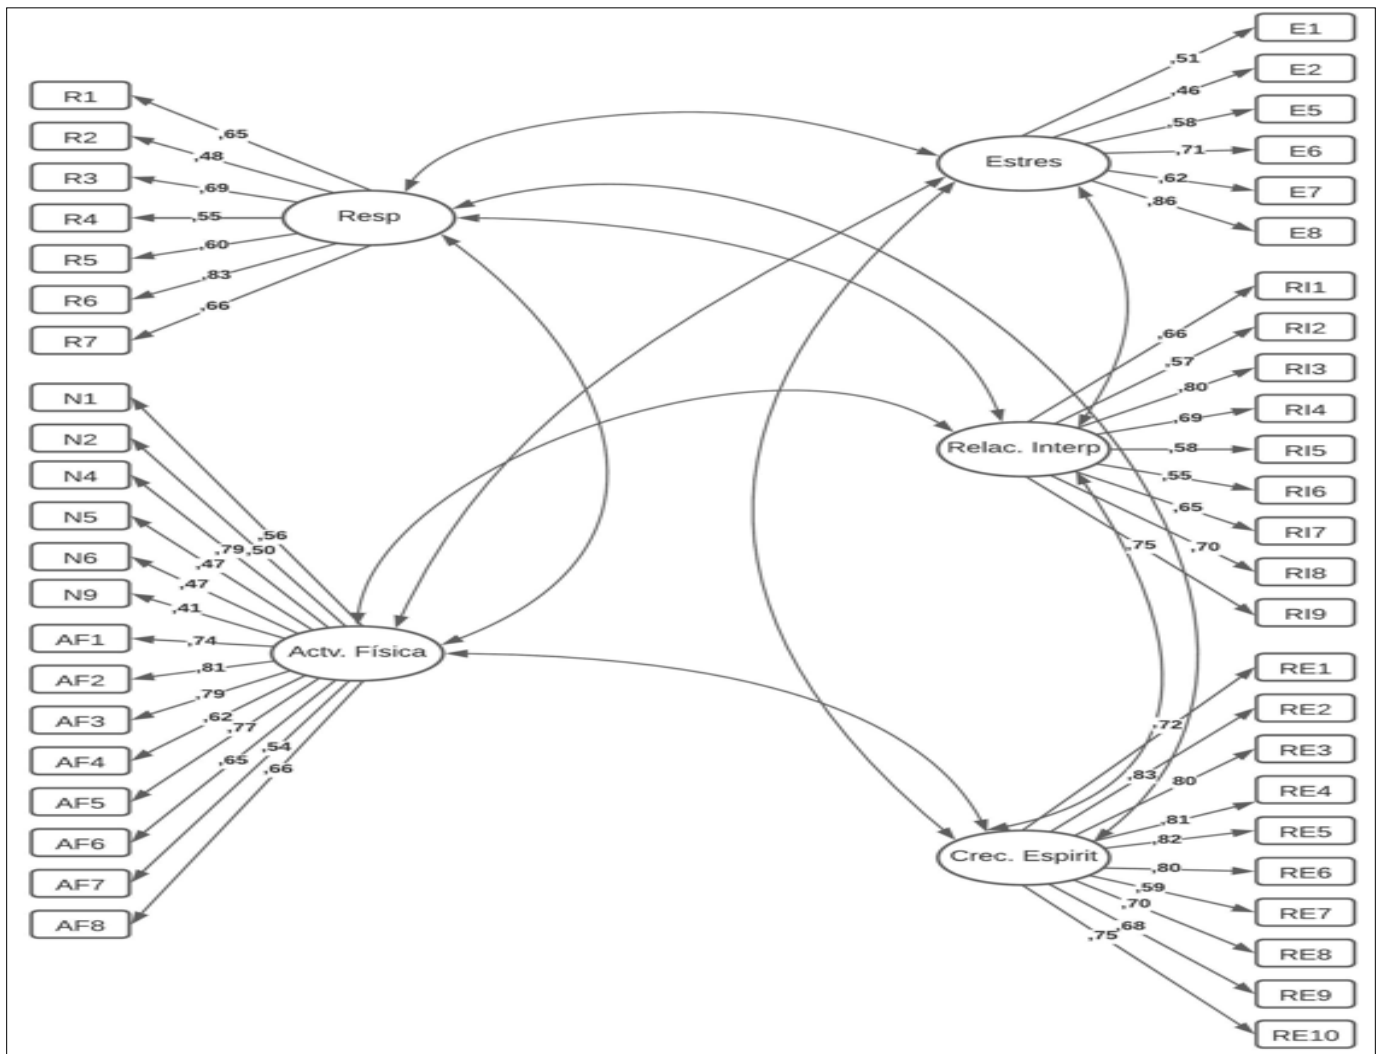 R1
R2
R3
R4
R5
R6
R7
,65
,48
,69
,55
,60
,83
,66
Resp
N1
N2
N4
N5
N6
N9
AF1
AF2
AF3
AF4
AF5
AF6
AF7
AF8
,56
,79 ,50
,47
,47
,41
,74
,81
,79
,62
,77
,54
,65
,66
Actv. Física
Estres
,51
,46
,58
,71
,62
,86
E1
E2
E5
E6
E7
E8
Relac. Interp
,66
,57
,80
,69
,58
,55
,65
,75
,70
RI1
RI2
RI3
RI4
RI5
RI6
RI7
RI8
RI9
Crec. Espirit
,72
,83
,80
,81
,82
,80
,59
,70
,68
,75
RE1
RE2
RE3
RE4
RE5
RE6
RE7
RE8
RE9
RE10